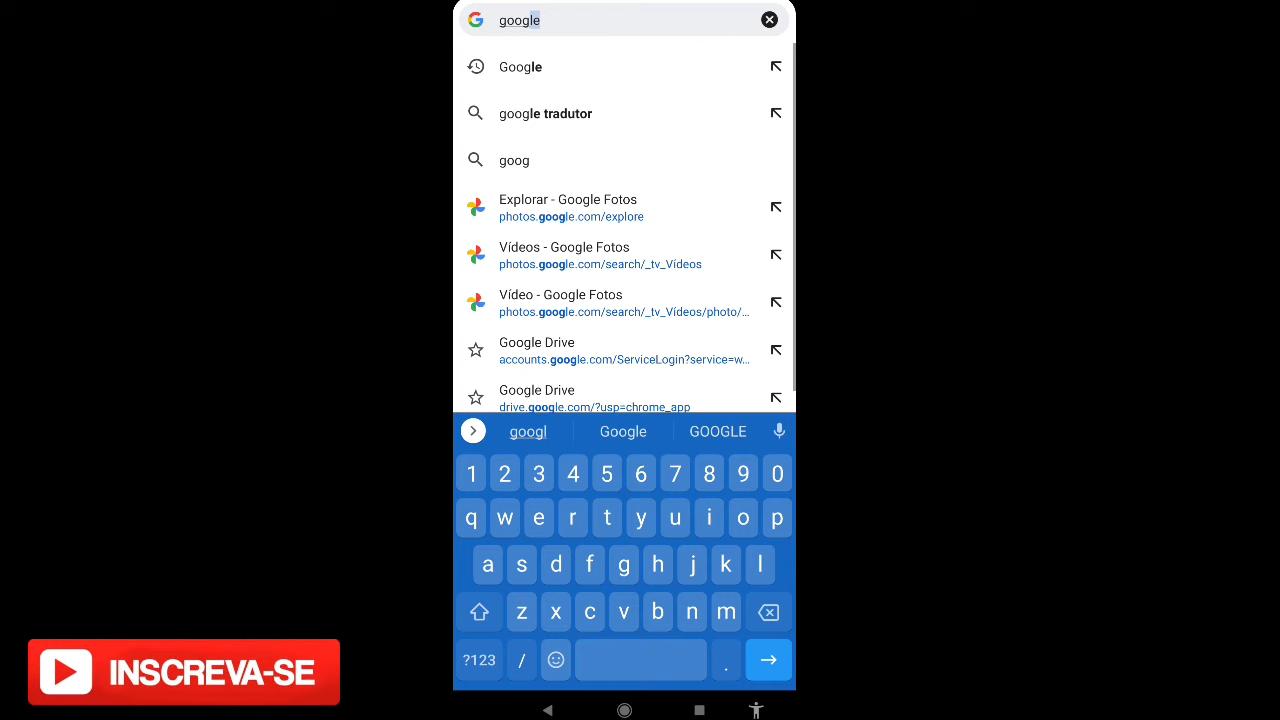 google
Google
google tradutor
goog
Explorar - Google Fotos
photos.google.com/explore
Vídeos - Google Fotos
photos.google.com/search/_tv_Vídeos
Vídeo - Google Fotos
photos.google.com/search/_tv_Vídeos/photo/...
Google Drive
accounts.google.com/ServiceLogin?service=w...
Google Drive
drive.google.com/?usp=chrome_app
googl Google GOOGLE
1 2 3 4 5 6 7 8 9 0
q w e r t y u i o p
a s d f g h j k l
z x c v b n m
?123 / .
INSCREVA-SE